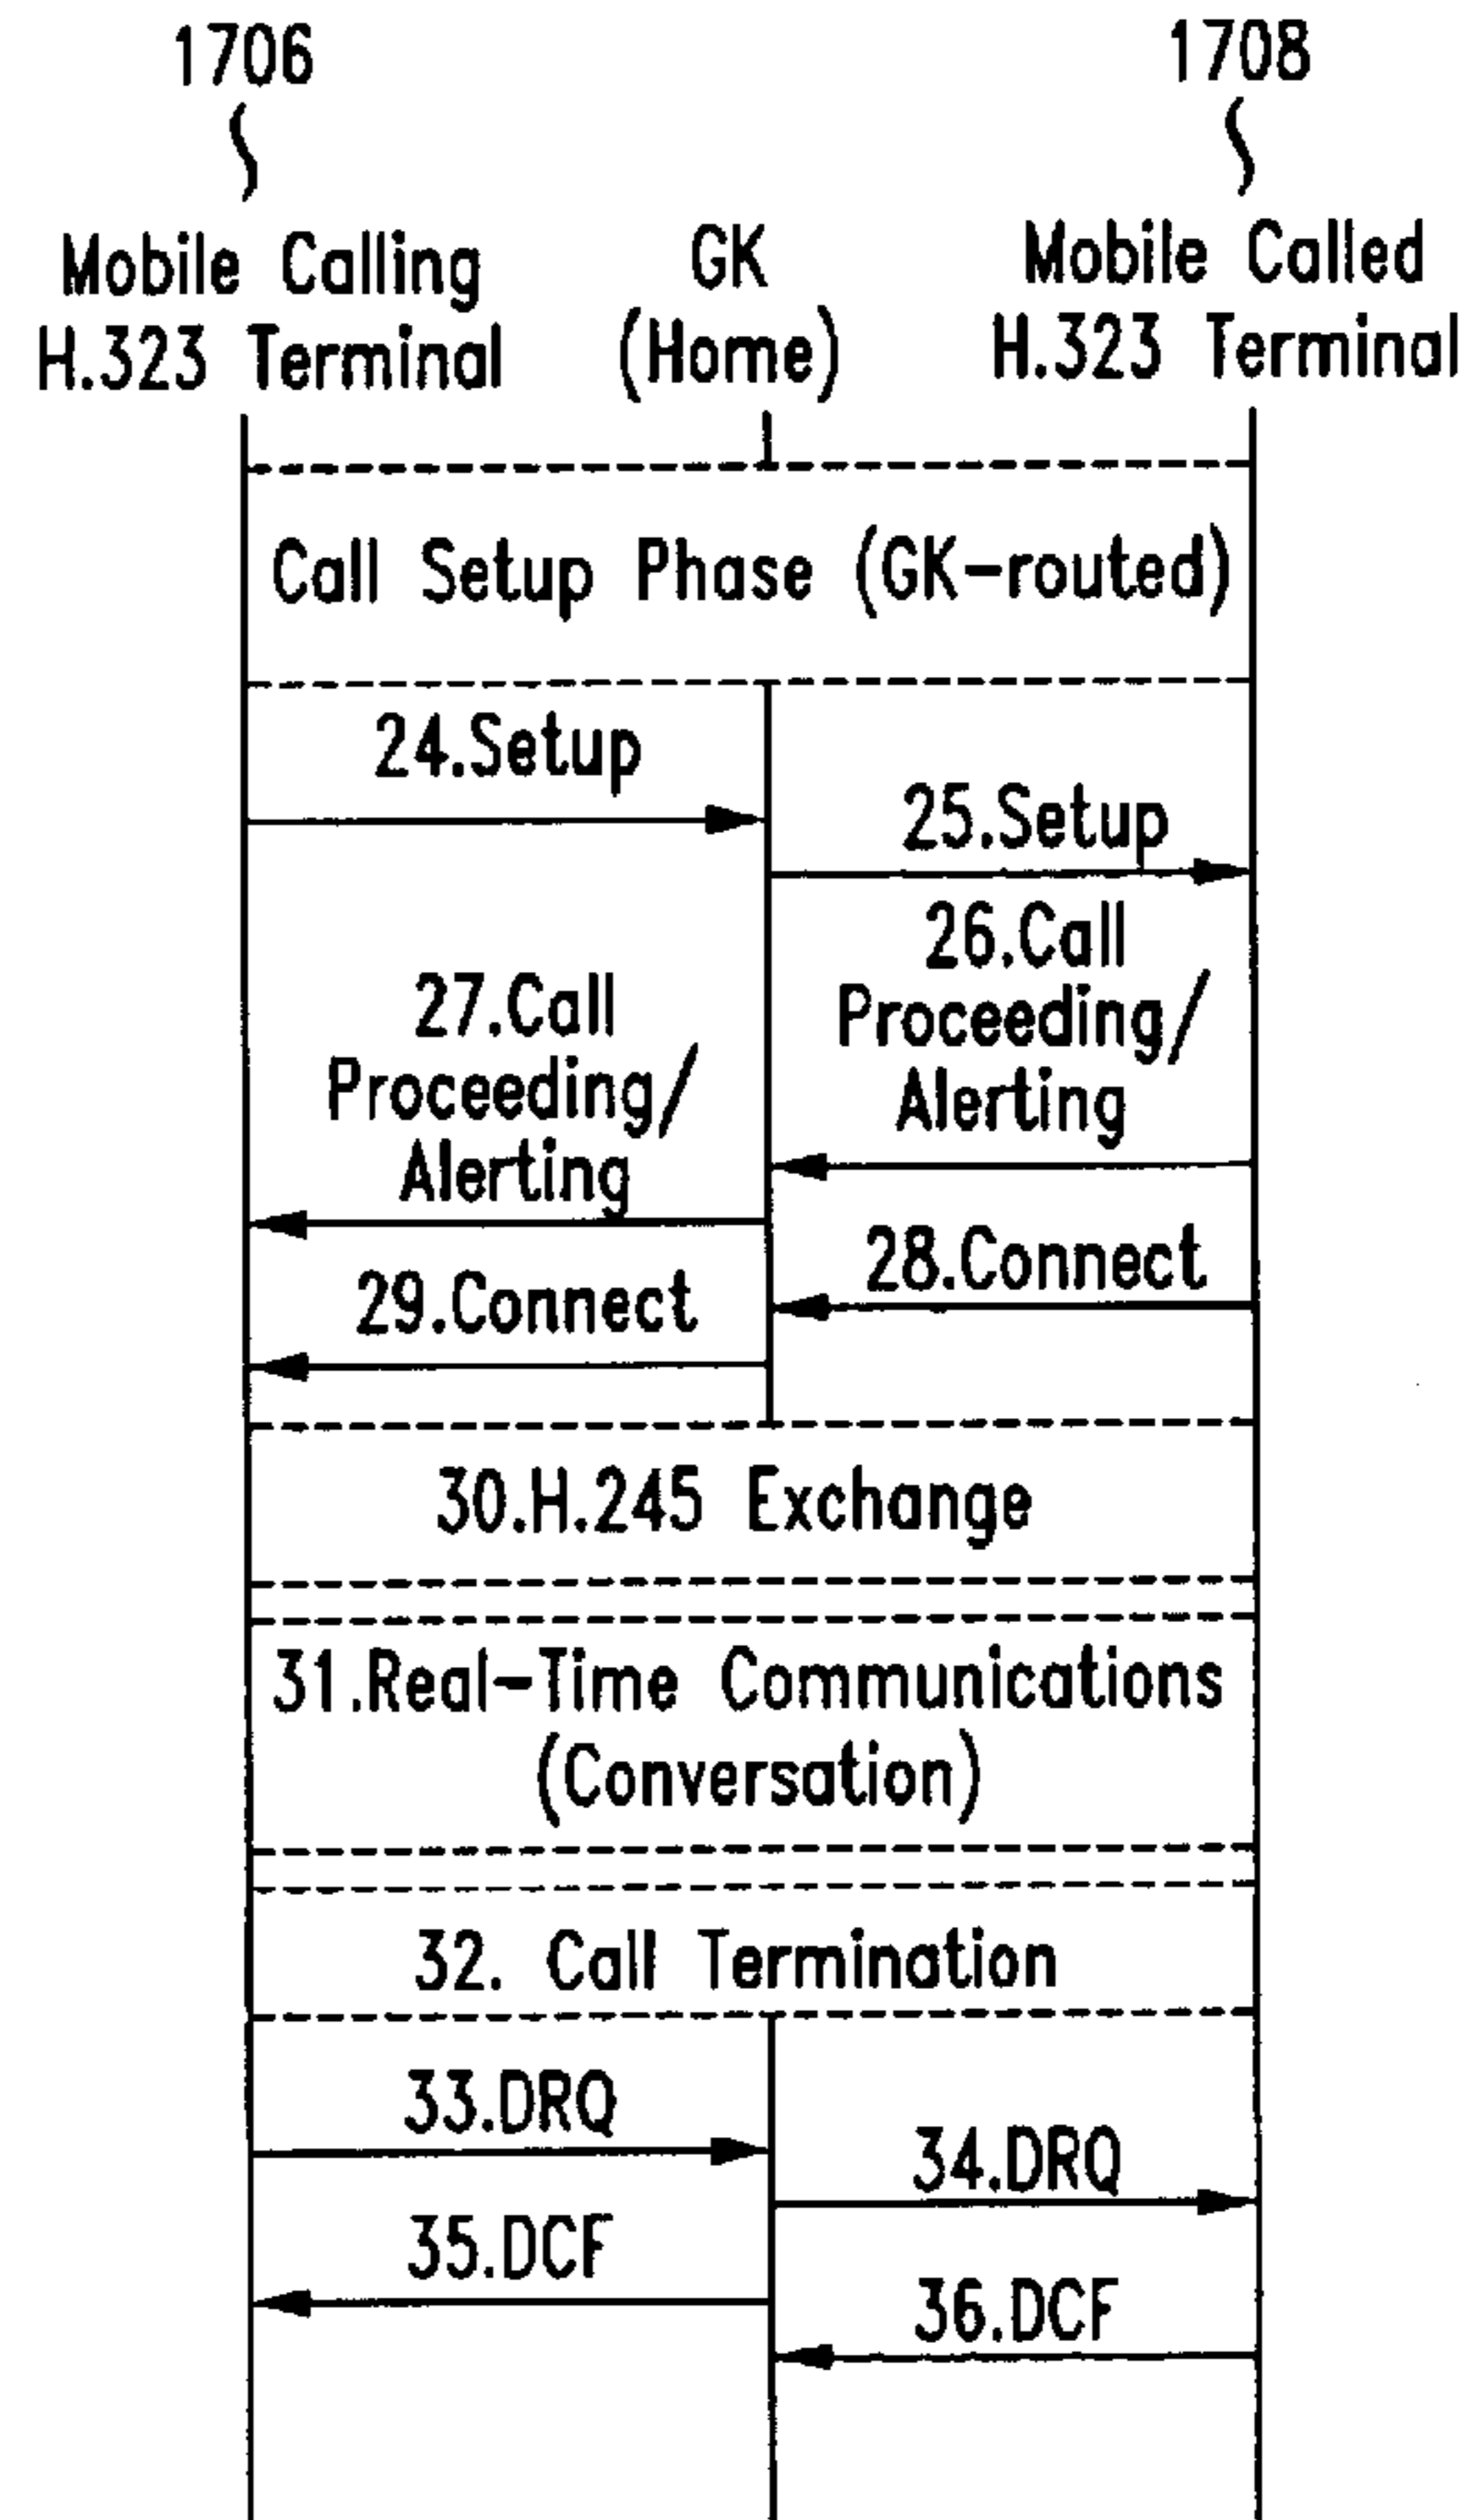 1706
1708
Mobile Calling
H.323 Terminal
GK
(Home)
Mobile Called
H.323 Terminal
Call Setup Phase (GK-routed)
24.Setup
25.Setup
26.Call
Proceeding/
Alerting
27.Call
Proceeding/
Alerting
28.Connect
29.Connect
30.H.245 Exchange
31.Real-Time Communications
(Conversation)
32. Call Termination
33.DRQ
34.DRQ
35.DCF
36.DCF